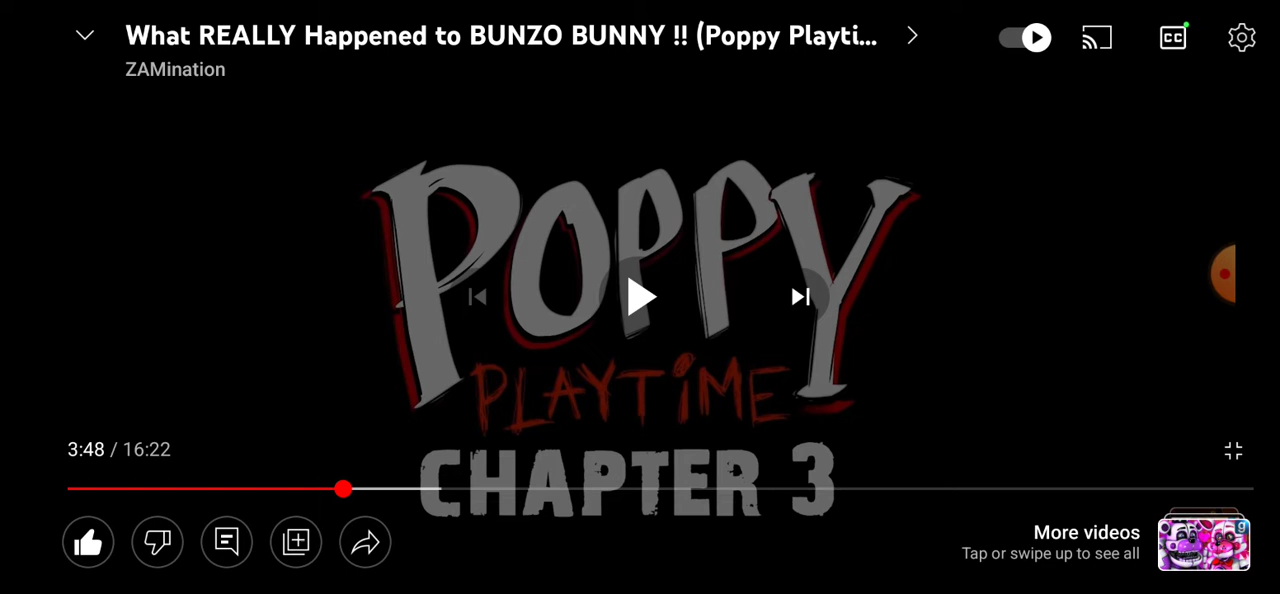 What REALLY Happened to BUNZO BUNNY !! (Poppy Playti...
ZAMination
CC
POPPY
PLAYTiME
CHAPTER 3
3:48 / 16:22
More videos
Tap or swipe up to see all
g